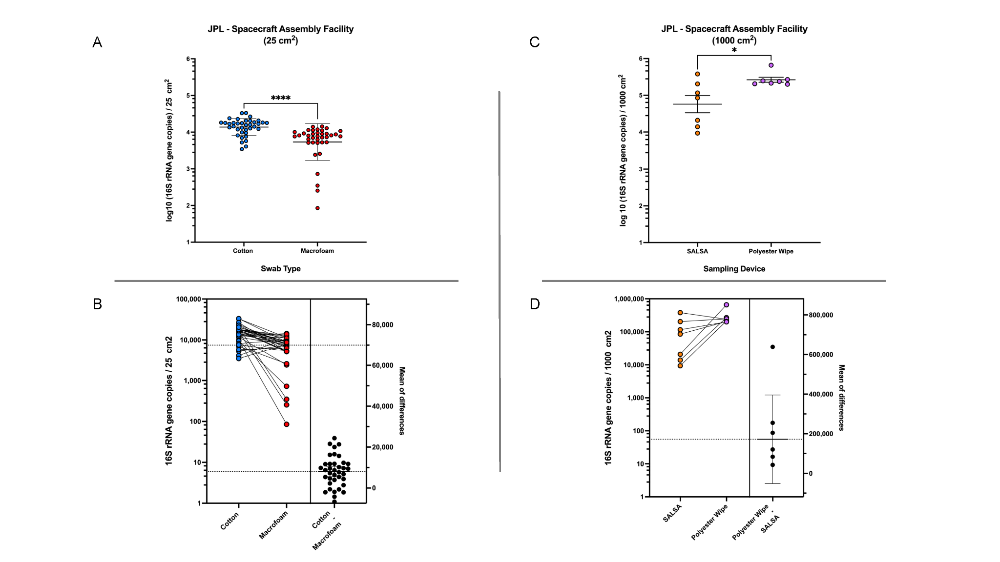 A
JPL - Spacecraft Assembly Facility
(25 cm²)
log10 (16S rRNA gene copies) / 25 cm²
6
5
4
3
2
1
****
Cotton
Macrofoam
Swab Type
C
JPL - Spacecraft Assembly Facility
(1000 cm²)
log 10 (16S rRNA gene copies) / 1000 cm²
6
5
4
3
2
1
*
SALSA
Polyester Wipe
Sampling Device
B
16S rRNA gene copies / 25 cm2
100,000
10,000
1,000
100
10
1
80,000
60,000
40,000
20,000
0
Mean of differences
Cotton
Macrofoam
Cotton
-
Macrofoam
D
16S rRNA gene copies / 1000 cm2
1,000,000
100,000
10,000
1,000
100
10
1
800,000
600,000
400,000
200,000
0
Mean of differences
SALSA
Polyester Wipe
Polyester Wipe
-
SALSA